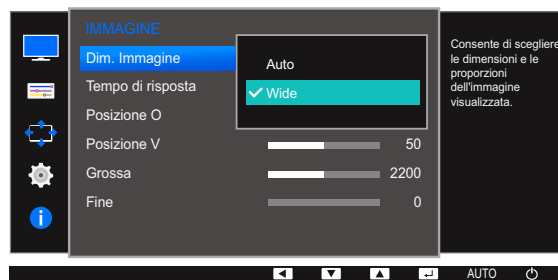 IMMAGINE
Dim. Immagine
Tempo di risposta
Posizione O
Posizione V 50
Grossa 2200
Fine 0
Auto
Wide
Consente di scegliere
le dimensioni e le
proporzioni
dell'immagine
visualizzata.
AUTO